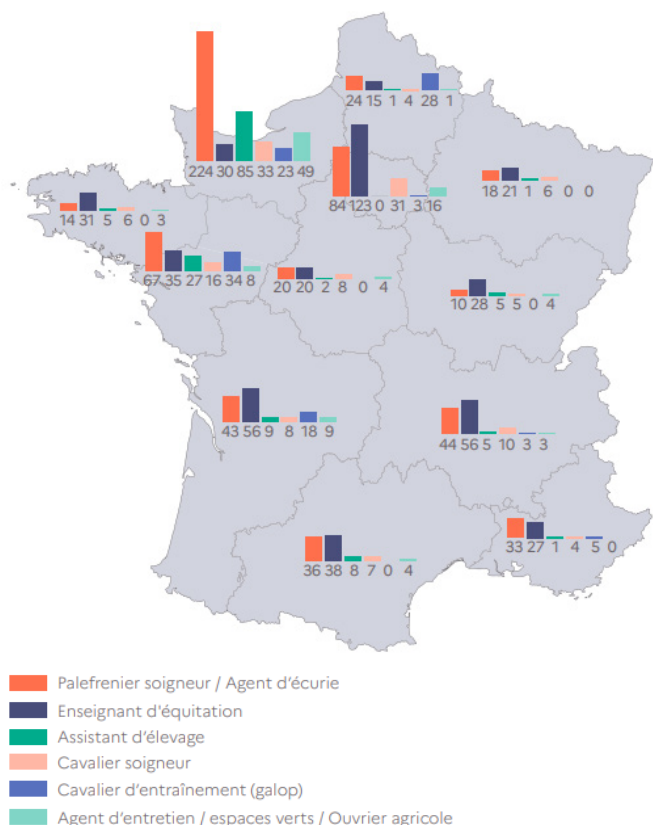 24 15 1 4 28 1
224 30 85 33 23 49
18 21 1 6 0 0
84 123 0 31 3 16
14 31 5 6 0 3
67 35 27 16 34 8
20 20 2 8 0 4
10 28 5 5 0 4
43 56 9 8 18 9
44 56 5 10 3 3
33 27 1 4 5 0
36 38 8 7 0 4
Palefrenier soigneur / Agent d'écurie
Enseignant d'équitation
Assistant d'élevage
Cavalier soigneur
Cavalier d'entraînement (galop)
Agent d'entretien / espaces verts / Ouvrier agricole